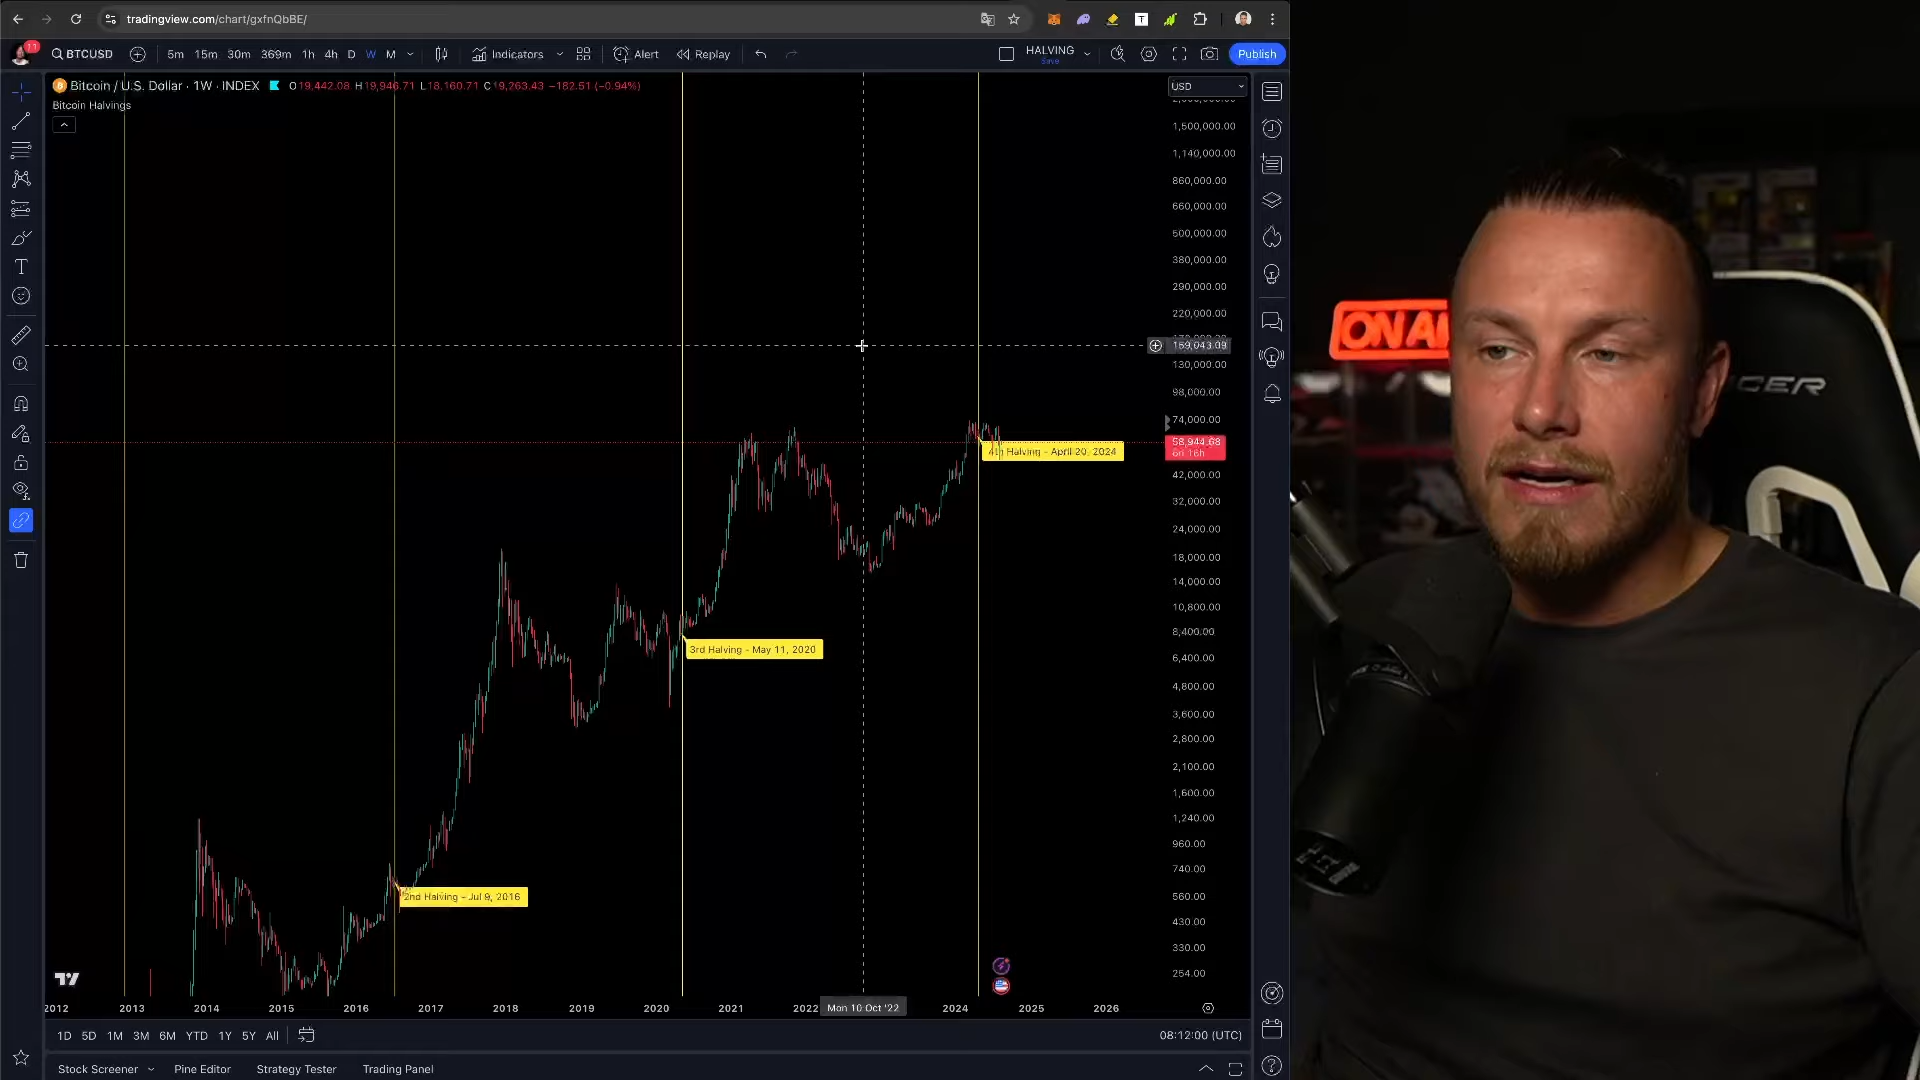 tradingview.com/chart/gxfnQbBE/
11
BTCUSD
5m 15m 30m 369m 1h 4h D W M
Indicators
Alert
Replay
HALVING
Save
Publish
Bitcoin / U.S. Dollar · 1W · INDEX
O19,442.08 H19,946.71 L18,160.71 C19,263.43 −182.51 (−0.94%)
Bitcoin Halvings
USD
1,500,000.00
1,140,000.00
860,000.00
660,000.00
500,000.00
380,000.00
290,000.00
220,000.00
159,043.09
130,000.00
98,000.00
74,000.00
58,944.68
6d 16h
42,000.00
32,000.00
24,000.00
18,000.00
14,000.00
10,800.00
8,400.00
6,400.00
4,800.00
3,600.00
2,800.00
2,100.00
1,600.00
1,240.00
960.00
740.00
560.00
430.00
330.00
254.00
4th Halving - April 20, 2024
3rd Halving - May 11, 2020
2nd Halving - Jul 9, 2016
2012 2013 2014 2015 2016 2017 2018 2019 2020 2021 2022 Mon 10 Oct '22 2024 2025 2026
1D 5D 1M 3M 6M YTD 1Y 5Y All
08:12:00 (UTC)
Stock Screener
Pine Editor
Strategy Tester
Trading Panel
ON